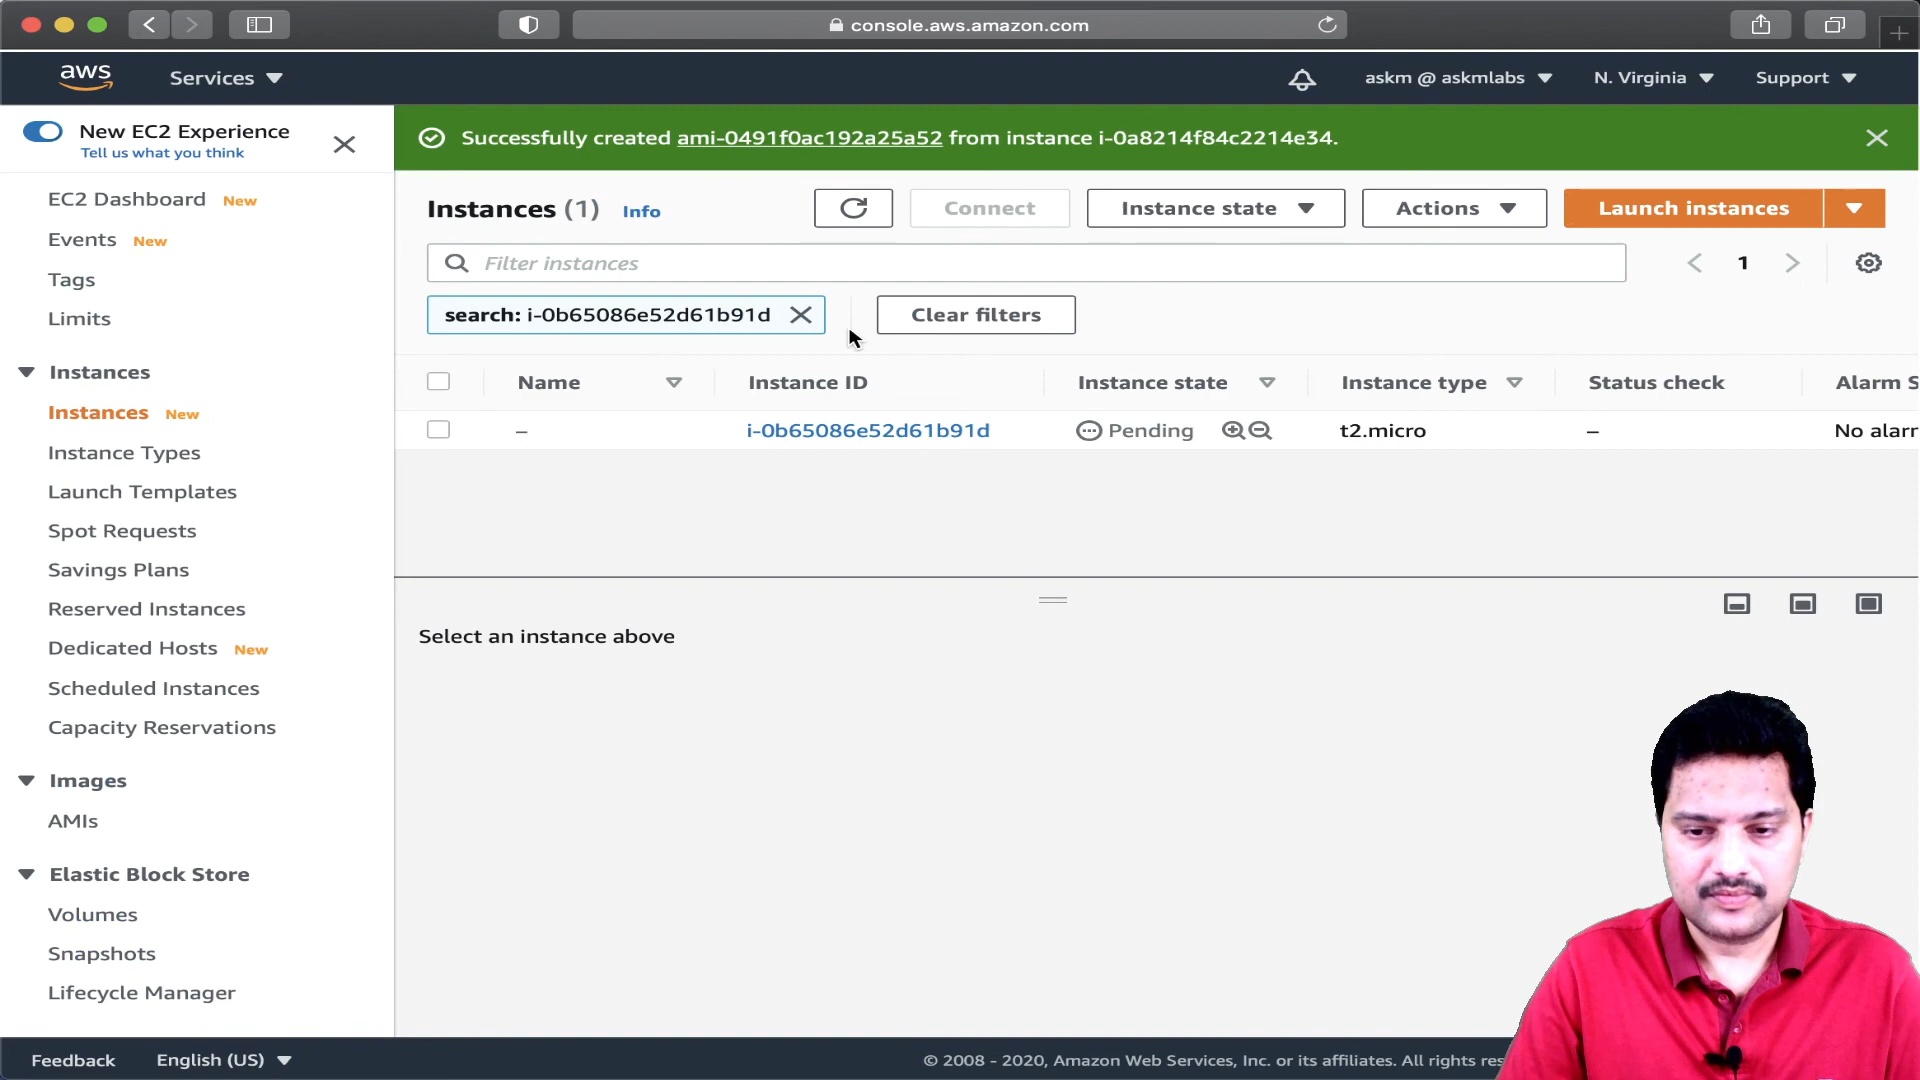 console.aws.amazon.com
aws Services askm @ askmlabs N. Virginia Support
New EC2 Experience
Tell us what you think
EC2 Dashboard New
Events New
Tags
Limits
Instances
Instances New
Instance Types
Launch Templates
Spot Requests
Savings Plans
Reserved Instances
Dedicated Hosts New
Scheduled Instances
Capacity Reservations
Images
AMIs
Elastic Block Store
Volumes
Snapshots
Lifecycle Manager
Successfully created ami-0491f0ac192a25a52 from instance i-0a8214f84c2214e34.
Instances (1) Info Connect Instance state Actions Launch instances
Filter instances 1
search: i-0b65086e52d61b91d Clear filters
Name Instance ID Instance state Instance type Status check Alarm S
– i-0b65086e52d61b91d Pending t2.micro – No alarr
Select an instance above
Feedback English (US) © 2008 - 2020, Amazon Web Services, Inc. or its affiliates. All rights res